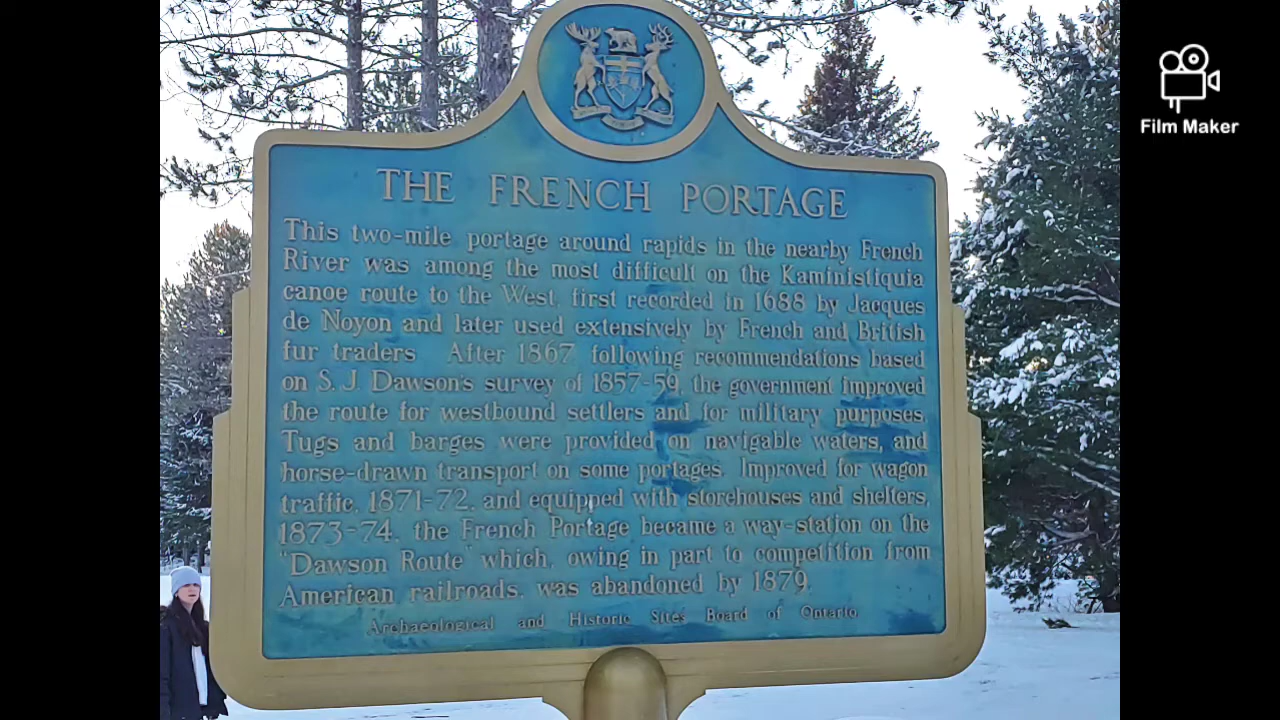 THE FRENCH PORTAGE
This two-mile portage around rapids in the nearby French
River was among the most difficult on the Kaministiquia
canoe route to the West, first recorded in 1688 by Jacques
de Noyon and later used extensively by French and British
fur traders. After 1867, following recommendations based
on S.J. Dawson's survey of 1857-59, the government improved
the route for westbound settlers and for military purposes.
Tugs and barges were provided on navigable waters, and
horse-drawn transport on some portages. Improved for wagon
traffic, 1871-72, and equipped with storehouses and shelters,
1873-74, the French Portage became a way-station on the
"Dawson Route" which, owing in part to competition from
American railroads, was abandoned by 1879.
Archaeological and Historic Sites Board of Ontario
Film Maker